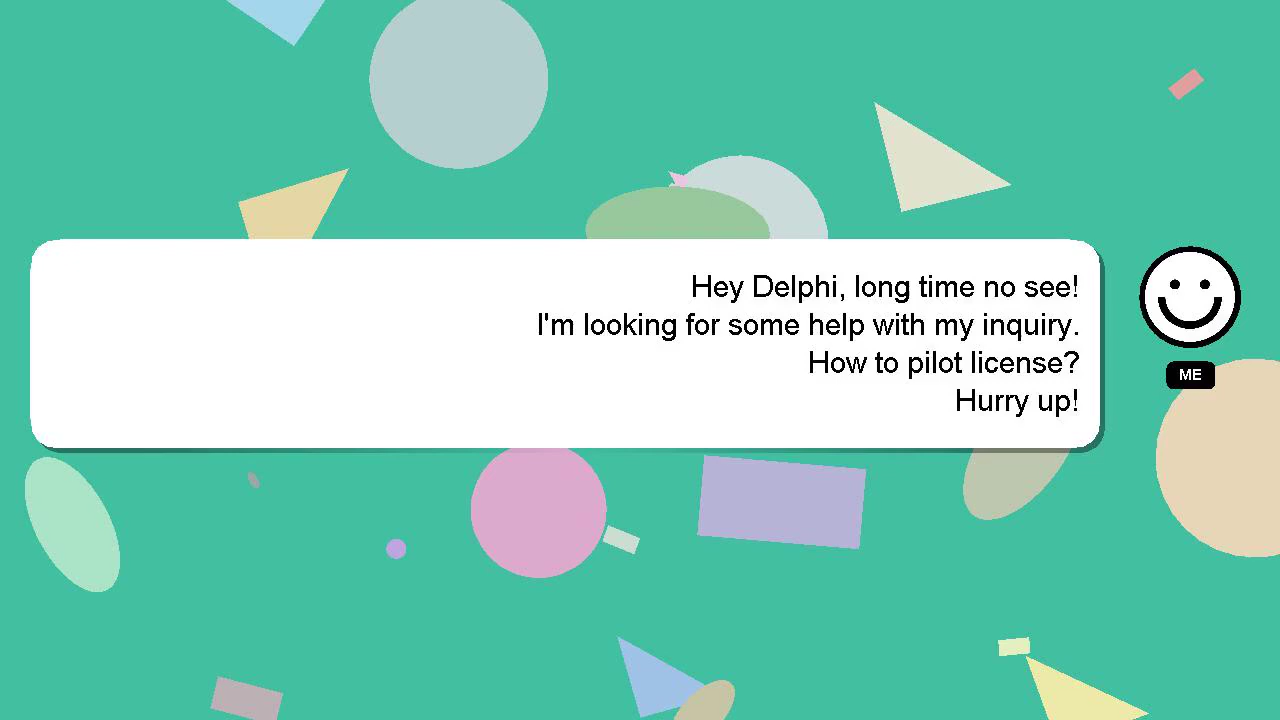 Hey Delphi, long time no see!
I'm looking for some help with my inquiry.
How to pilot license?
Hurry up!
ME